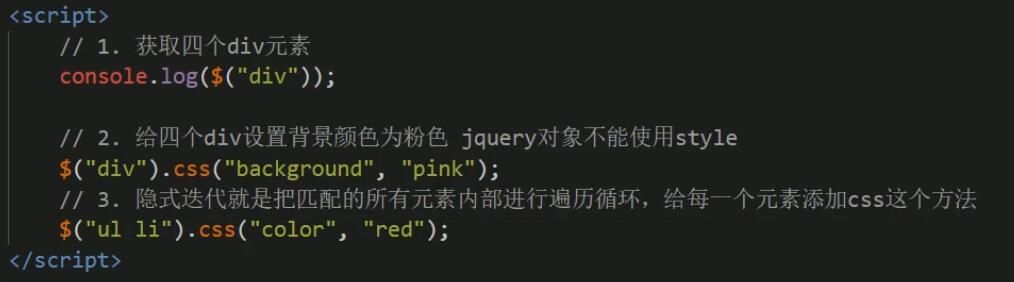 <script>
// 1. 获取四个div元素
console.log($("div"));
// 2. 给四个div设置背景颜色为粉色 jquery对象不能使用style
$("div").css("background", "pink");
// 3. 隐式迭代就是把匹配的所有元素内部进行遍历循环，给每一个元素添加css这个方法
$("ul li").css("color", "red");
</script>